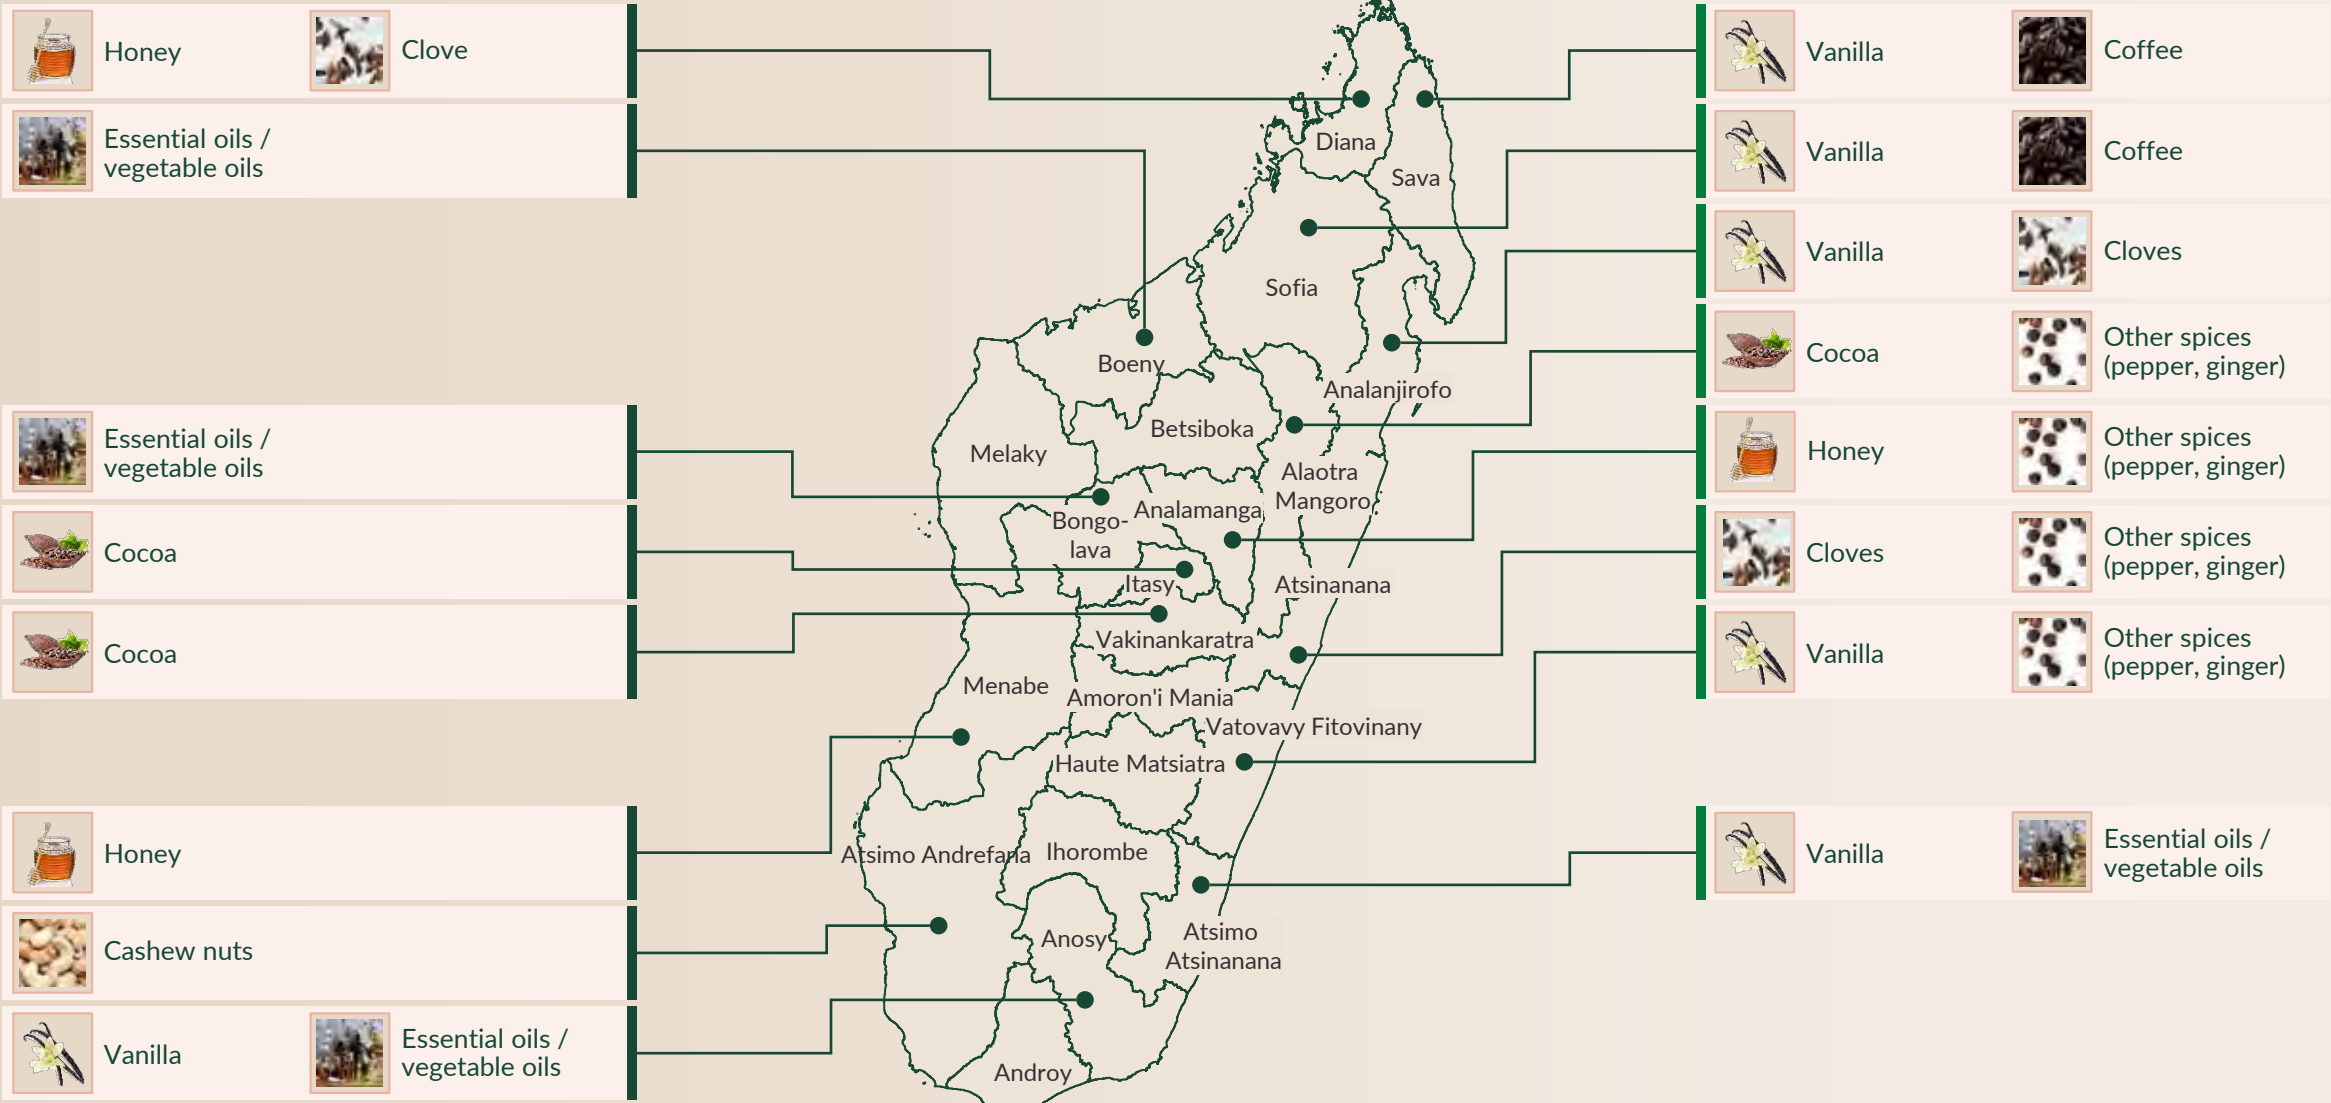 Honey
Clove
Essential oils /
vegetable oils
Essential oils /
vegetable oils
Cocoa
Cocoa
Honey
Cashew nuts
Vanilla
Essential oils /
vegetable oils
Diana
Sava
Sofia
Boeny
Analanjirofo
Betsiboka
Melaky
Alaotra
Mangoro
Analamanga
Bongo-
lava
Itasy
Atsinanana
Vakinankaratra
Menabe
Amoron'i Mania
Vatovavy Fitovinany
Haute Matsiatra
Atsimo Andrefana
Ihorombe
Anosy
Atsimo
Atsinanana
Androy
Vanilla
Coffee
Vanilla
Coffee
Vanilla
Cloves
Cocoa
Other spices
(pepper, ginger)
Honey
Other spices
(pepper, ginger)
Cloves
Other spices
(pepper, ginger)
Vanilla
Other spices
(pepper, ginger)
Vanilla
Essential oils /
vegetable oils